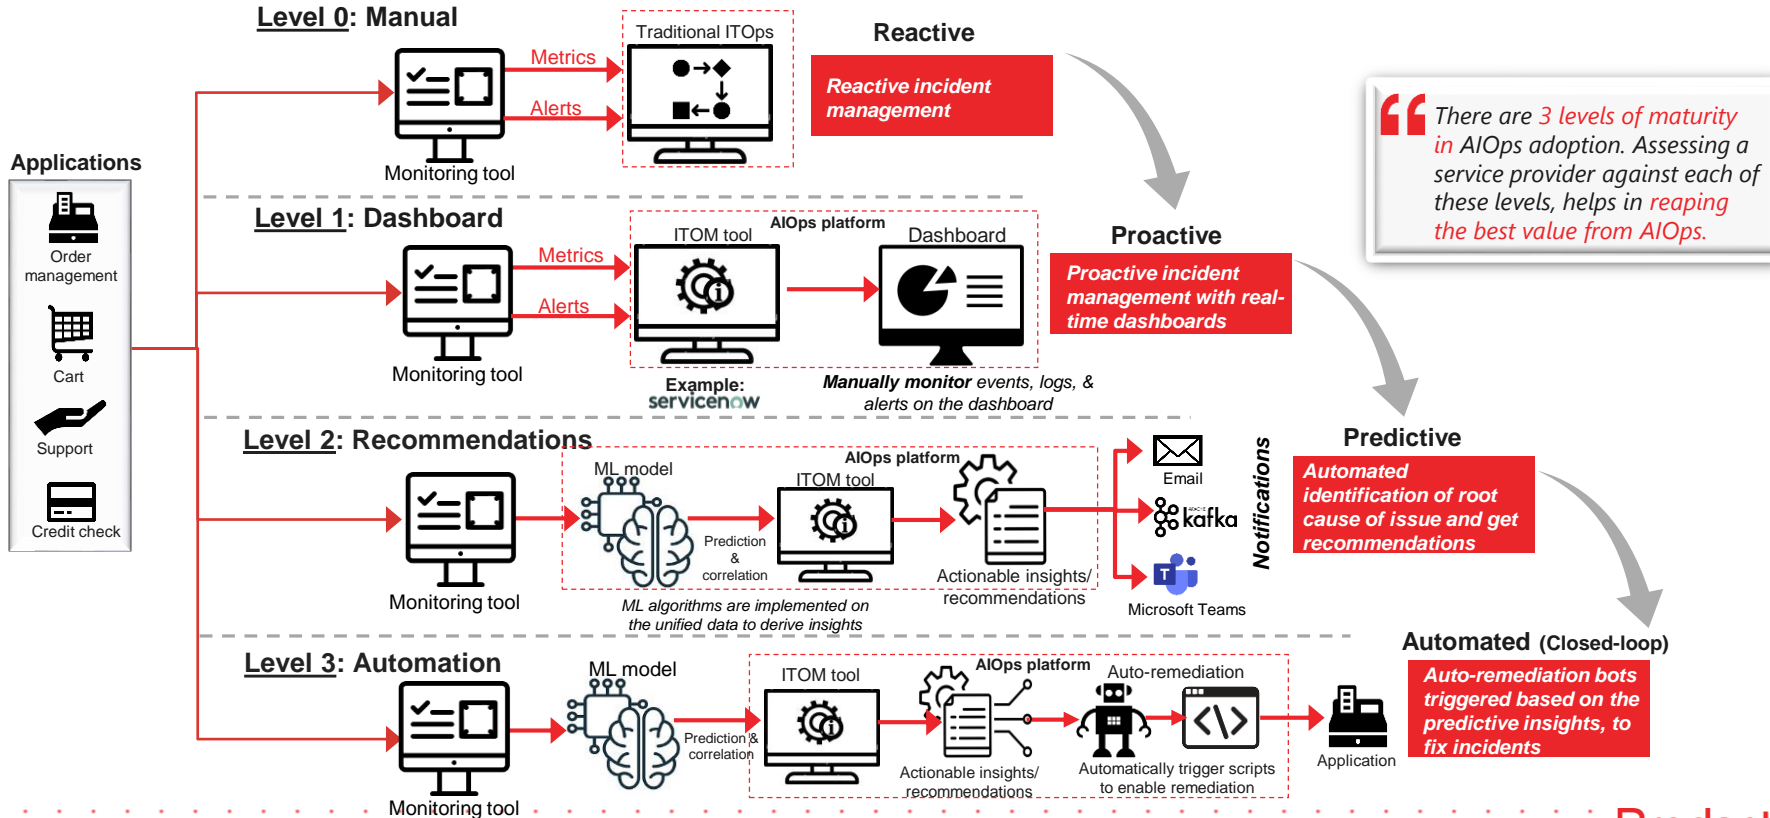 Level 0: Manual
Traditional ITOps
Reactive
Metrics
Alerts
Monitoring tool
Reactive incident
management
There are 3 levels of maturity
in AIOps adoption. Assessing a
service provider against each of
these levels, helps in reaping
the best value from AIOps.
Applications
Order
management
Cart
Support
Credit check
Level 1: Dashboard
AIOps platform
ITOM tool
Dashboard
Metrics
Alerts
Monitoring tool
Example:
servicenow
Manually monitor events, logs, &
alerts on the dashboard
Proactive
Proactive incident
management with real-
time dashboards
Level 2: Recommendations
AIOps platform
ML model
ITOM tool
Monitoring tool
Prediction
&
correlation
Actionable insights/
recommendations
ML algorithms are implemented on
the unified data to derive insights
Email
kafka
Microsoft Teams
Notifications
Predictive
Automated
identification of root
cause of issue and get
recommendations
Level 3: Automation
ML model
AIOps platform
ITOM tool
Auto-remediation
Monitoring tool
Prediction &
correlation
Actionable insights/
recommendations
Automatically trigger scripts
to enable remediation
Application
Automated (Closed-loop)
Auto-remediation bots
triggered based on the
predictive insights, to
fix incidents